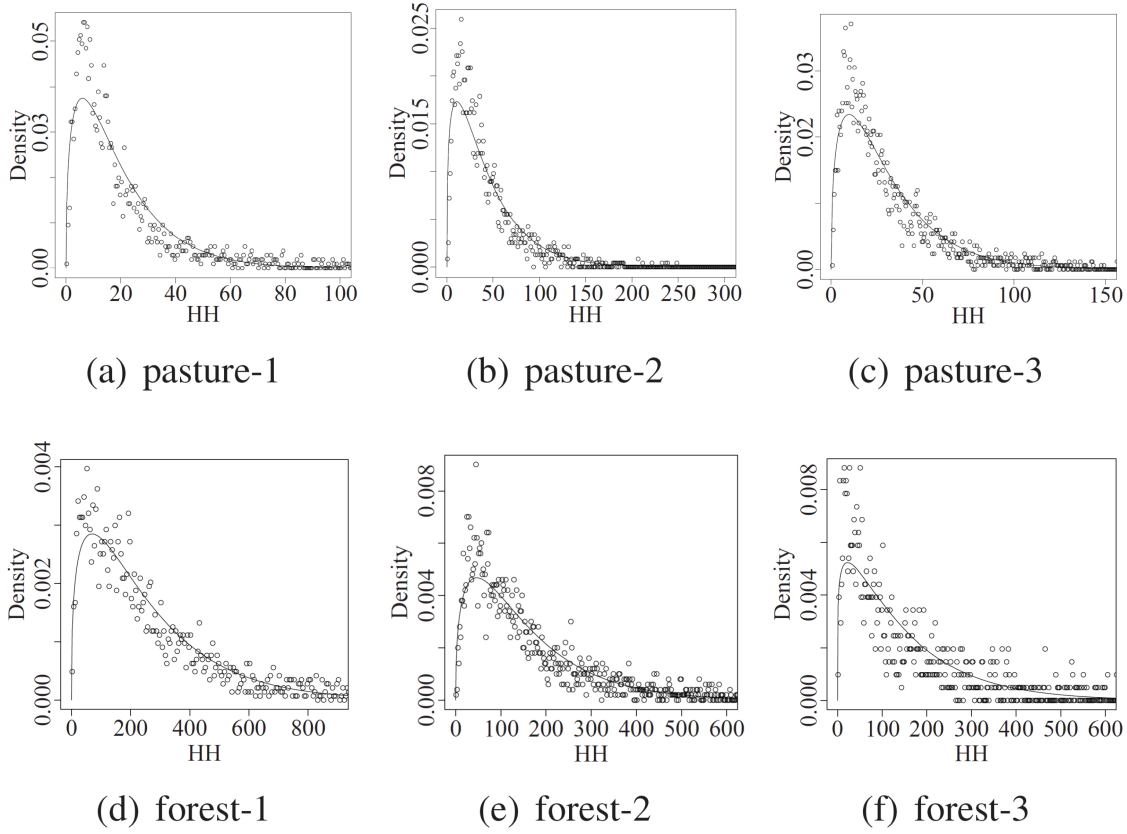 Density
0.00 0.03 0.05
0 20 40 60 80 100
HH
(a) pasture-1
Density
0.00 0.015 0.025
0 50 100 150 200 250 300
HH
(b) pasture-2
Density
0.00 0.02 0.03
0 50 100 150
HH
(c) pasture-3
Density
0.000 0.002 0.004
0 200 400 600 800
HH
(d) forest-1
Density
0.000 0.004 0.008
0 100 200 300 400 500 600
HH
(e) forest-2
Density
0.000 0.004 0.008
0 100 200 300 400 500 600
HH
(f) forest-3